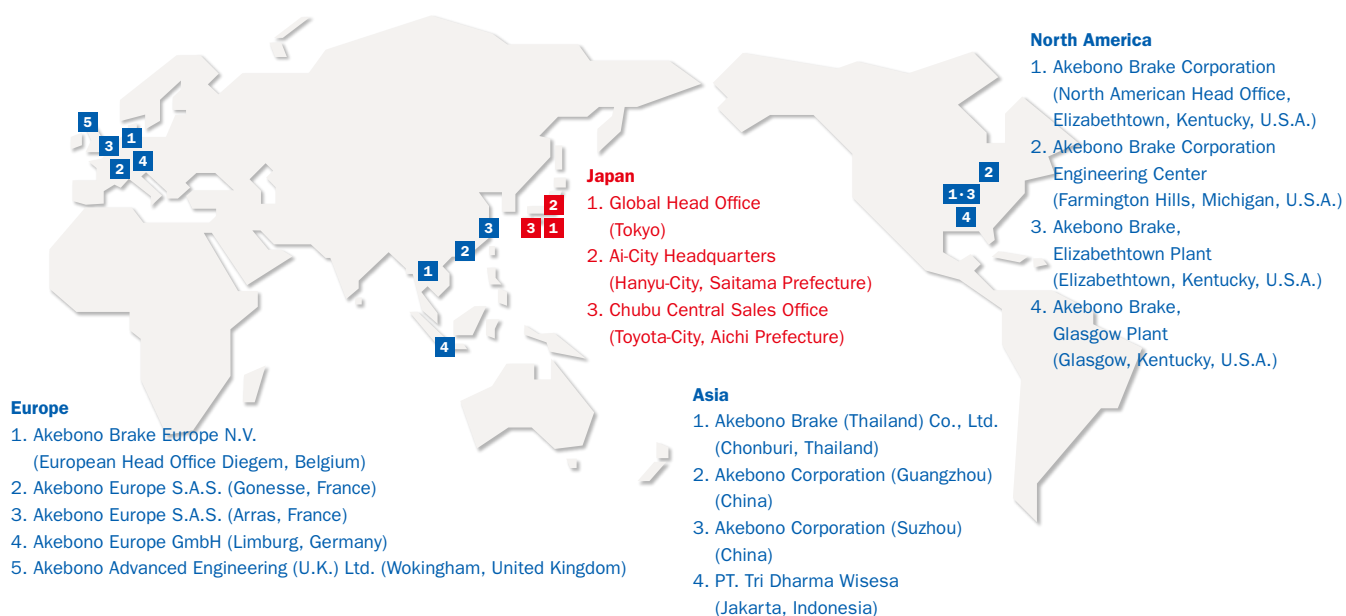 North America
1. Akebono Brake Corporation
(North American Head Office,
Elizabethtown, Kentucky, U.S.A.)
2. Akebono Brake Corporation
Engineering Center
(Farmington Hills, Michigan, U.S.A.)
3. Akebono Brake,
Elizabethtown Plant
(Elizabethtown, Kentucky, U.S.A.)
4. Akebono Brake,
Glasgow Plant
(Glasgow, Kentucky, U.S.A.)
5
3
1
2
4
2
1·3
4
Japan
1. Global Head Office
(Tokyo)
2. Ai-City Headquarters
(Hanyu-City, Saitama Prefecture)
3. Chubu Central Sales Office
(Toyota-City, Aichi Prefecture)
2
3 1
3
2
1
4
Europe
1. Akebono Brake Europe N.V.
(European Head Office Diegem, Belgium)
2. Akebono Europe S.A.S. (Gonesse, France)
3. Akebono Europe S.A.S. (Arras, France)
4. Akebono Europe GmbH (Limburg, Germany)
5. Akebono Advanced Engineering (U.K.) Ltd. (Wokingham, United Kingdom)
Asia
1. Akebono Brake (Thailand) Co., Ltd.
(Chonburi, Thailand)
2. Akebono Corporation (Guangzhou)
(China)
3. Akebono Corporation (Suzhou)
(China)
4. PT. Tri Dharma Wisesa
(Jakarta, Indonesia)